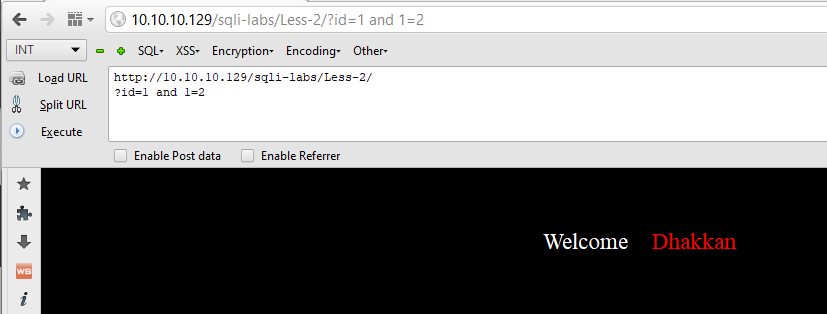 10.10.10.129/sqli-labs/Less-2/?id=1 and 1=2
INT SQL- XSS- Encryption- Encoding- Other-
Load URL
http://10.10.10.129/sqli-labs/Less-2/
Split URL
?id=1 and 1=2
Execute
Enable Post data Enable Referrer
Welcome Dhakkan